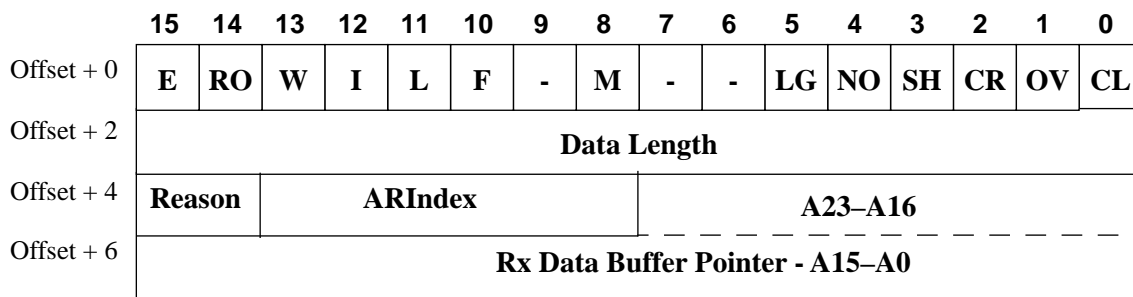 15 14 13 12 11 10 9 8 7 6 5 4 3 2 1 0
Offset + 0 E RO W I L F - M - - LG NO SH CR OV CL
Offset + 2 Data Length
Offset + 4 Reason ARIndex A23–A16
Offset + 6 Rx Data Buffer Pointer - A15–A0